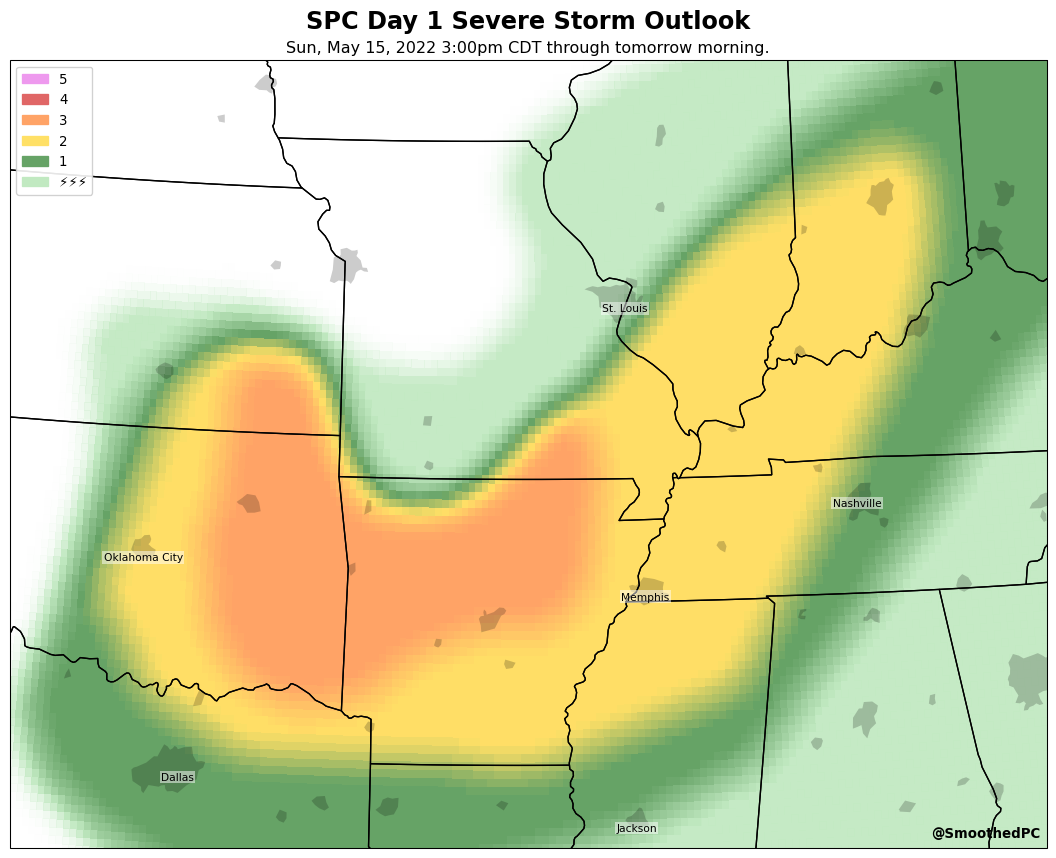 SPC Day 1 Severe Storm Outlook
Sun, May 15, 2022 3:00pm CDT through tomorrow morning.
5
4
3
2
1
⚡⚡⚡
St. Louis
Nashville
Oklahoma City
Memphis
Dallas
Jackson
@SmoothedPC